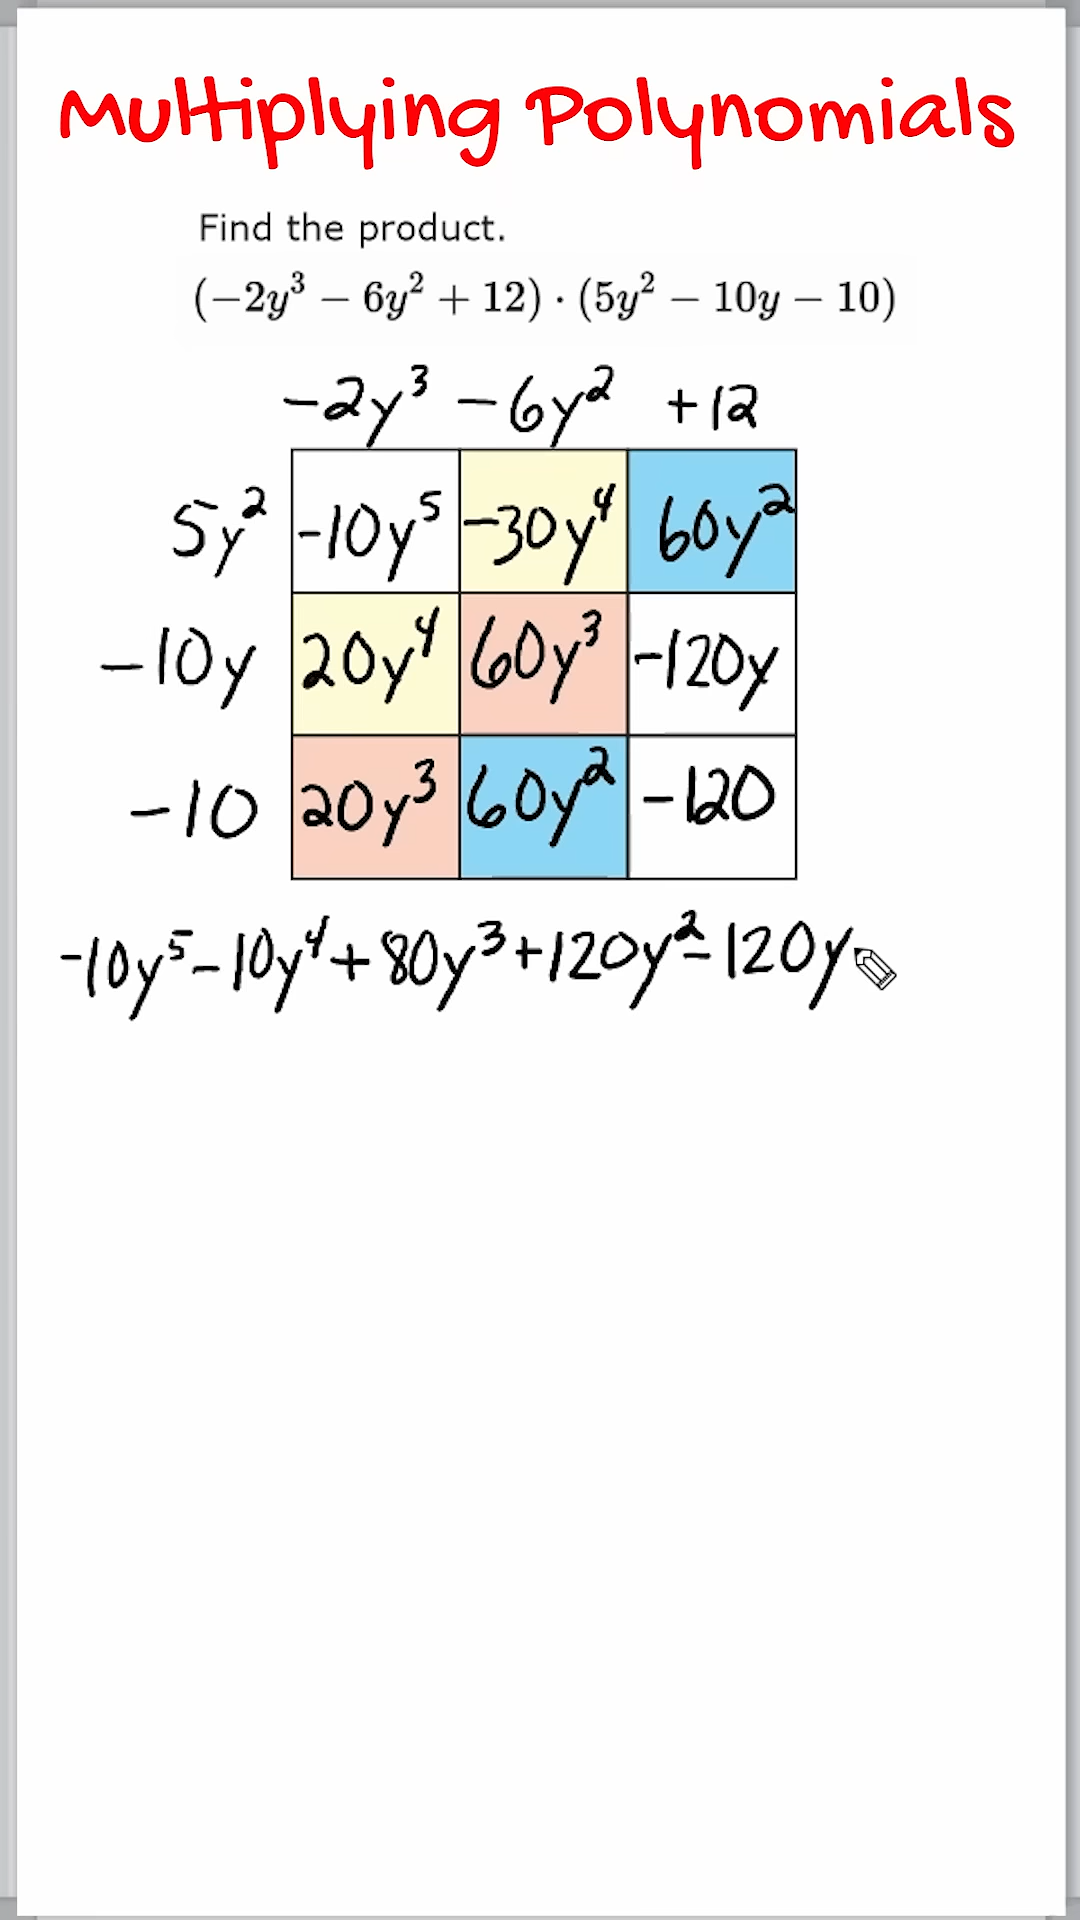 Multiplying Polynomials
Find the product.
(−2y³ − 6y² + 12) · (5y² − 10y − 10)
-2y³ -6y² +12
5y² -10y⁵ -30y⁴ 60y²
-10y 20y⁴ 60y³ -120y
-10 20y³ 60y² -120
-10y⁵-10y⁴+80y³+120y²-120y